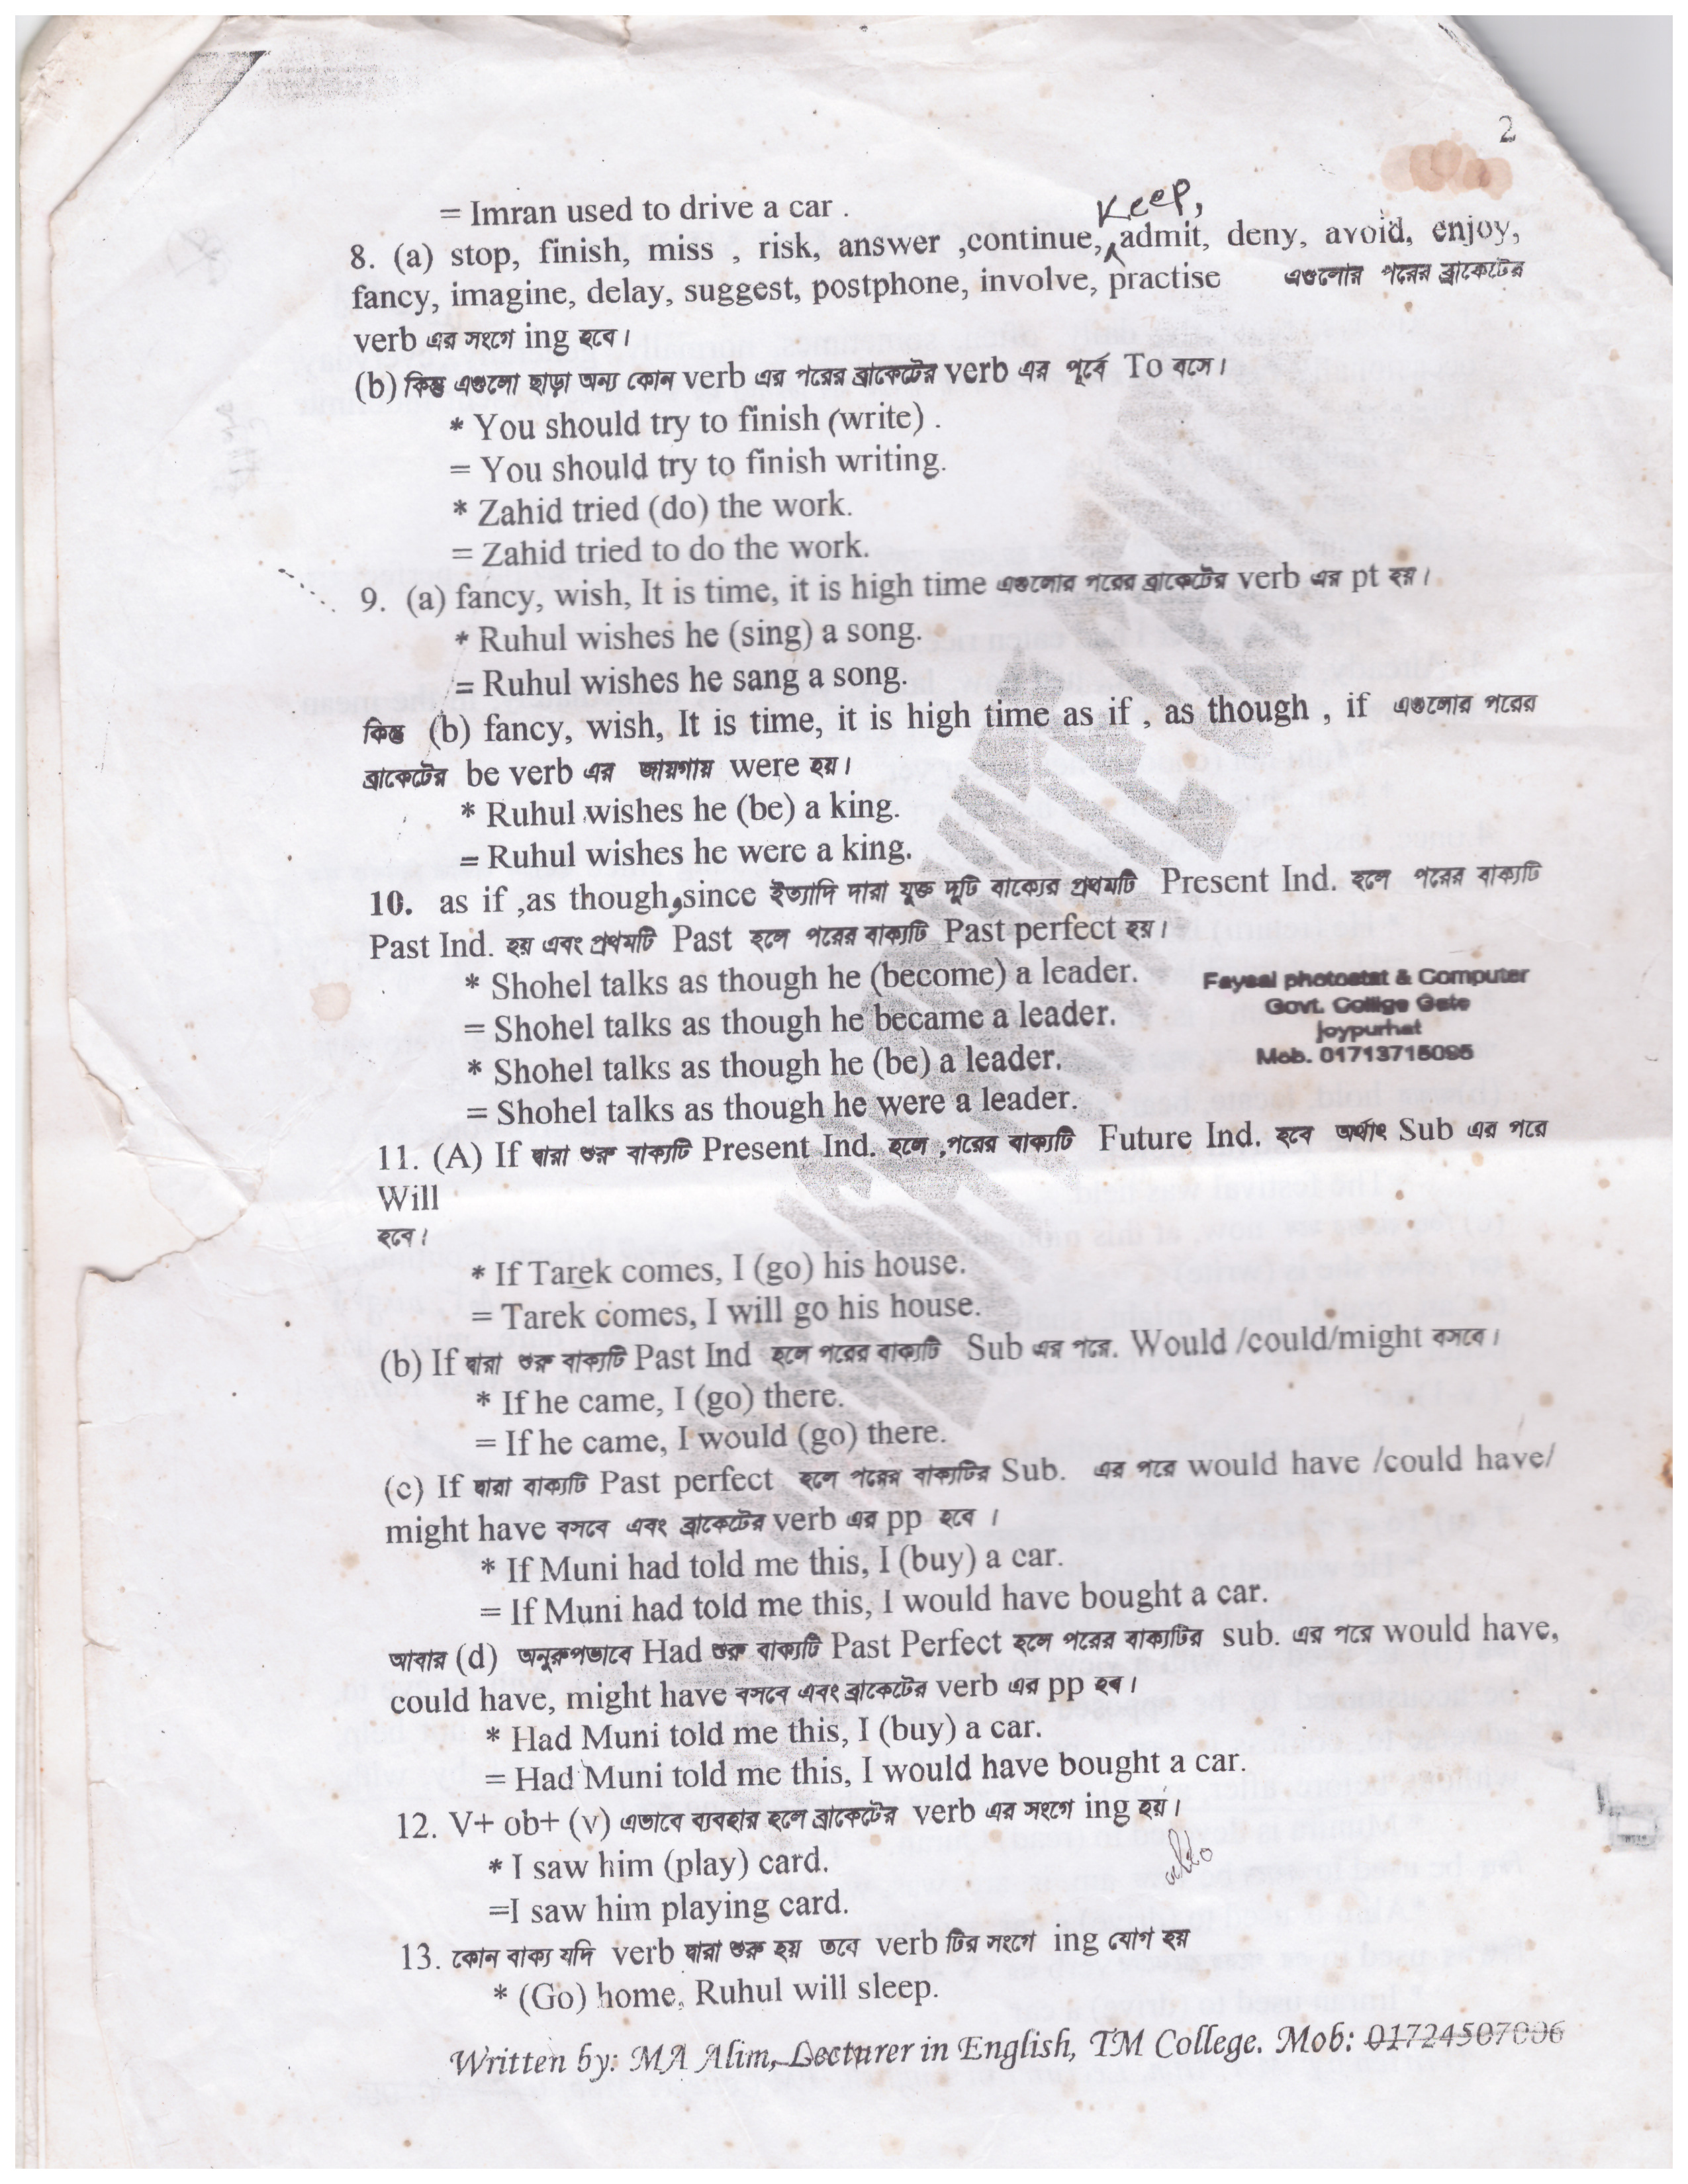 2
= Imran used to drive a car .
Keep,
8. (a) stop, finish, miss , risk, answer ,continue, admit, deny, avoid, enjoy,
fancy, imagine, delay, suggest, postphone, involve, practise এগুলোর পরের ব্রাকেটের
verb এর সংগে ing হবে।
(b) কিন্তু এগুলো ছাড়া অন্য কোন verb এর পরের ব্রাকেটের verb এর পূর্বে To বসে।
* You should try to finish (write) .
= You should try to finish writing.
* Zahid tried (do) the work.
= Zahid tried to do the work.
9. (a) fancy, wish, It is time, it is high time এগুলোর পরের ব্রাকেটের verb এর pt হয়।
* Ruhul wishes he (sing) a song.
= Ruhul wishes he sang a song.
কিন্তু (b) fancy, wish, It is time, it is high time as if , as though , if এগুলোর পরের
ব্রাকেটের be verb এর জায়গায় were হয়।
* Ruhul wishes he (be) a king.
= Ruhul wishes he were a king.
10. as if ,as though,since ইত্যাদি দারা যুক্ত দুটি বাক্যের প্রথমটি Present Ind. হলে পরের বাক্যটি
Past Ind. হয় এবং প্রথমটি Past হলে পরের বাক্যটি Past perfect হয়।
* Shohel talks as though he (become) a leader.
= Shohel talks as though he became a leader.
* Shohel talks as though he (be) a leader.
= Shohel talks as though he were a leader.
Faysal photostat & Computer
Govt. Collige Gate
joypurhat
Mob. 01713715095
11. (A) If দ্বারা শুরু বাক্যটি Present Ind. হলে ,পরের বাক্যটি Future Ind. হবে অর্থাৎ Sub এর পরে
Will
হবে।
* If Tarek comes, I (go) his house.
= Tarek comes, I will go his house.
(b) If দ্বারা শুরু বাক্যটি Past Ind হলে পরের বাক্যটি Sub এর পরে. Would /could/might বসবে।
* If he came, I (go) there.
= If he came, I would (go) there.
(c) If দ্বারা বাক্যটি Past perfect হলে পরের বাক্যটির Sub. এর পরে would have /could have/
might have বসবে এবং ব্রাকেটের verb এর pp হবে ।
* If Muni had told me this, I (buy) a car.
= If Muni had told me this, I would have bought a car.
আবার (d) অনুরুপভাবে Had শুরু বাক্যটি Past Perfect হলে পরের বাক্যটির sub. এর পরে would have,
could have, might have বসবে এবং ব্রাকেটের verb এর pp হব।
* Had Muni told me this, I (buy) a car.
= Had Muni told me this, I would have bought a car.
12. V+ ob+ (v) এভাবে ব্যবহার হলে ব্রাকেটের verb এর সংগে ing হয়।
* I saw him (play) card.
=I saw him playing card.
13. কোন বাক্য যদি verb দ্বারা শুরু হয় তবে verb টির সংগে ing যোগ হয়
* (Go) home, Ruhul will sleep.
Written by: MA Alim, Lecturer in English, TM College. Mob: 01724507006